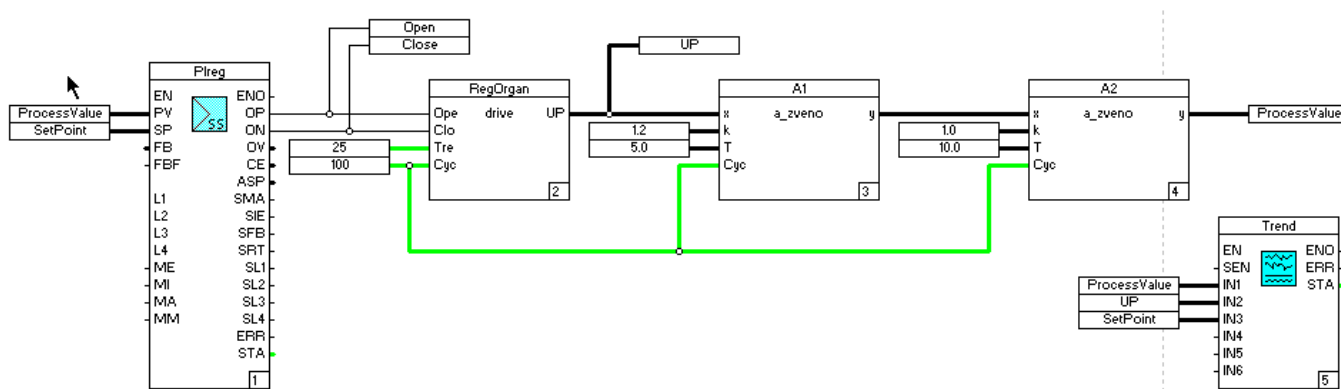 Open
Close
UP
PIreg
EN ENO
PV OP
SP ON
FB OV
FBF CE
ASP
L1 SMA
L2 SIE
L3 SFB
L4 SRT
ME SL1
MI SL2
MA SL3
MM SL4
ERR
STA
1
SS
ProcessValue
SetPoint
25
100
RegOrgan
Ope drive UP
Clo
Tre
Cyc
2
1.2
5.0
A1
x a_zveno y
k
T
Cyc
3
1.0
10.0
A2
x a_zveno y
k
T
Cyc
4
ProcessValue
Trend
EN ENO
SEN ERR
IN1 STA
IN2
IN3
IN4
IN5
IN6
5
ProcessValue
UP
SetPoint